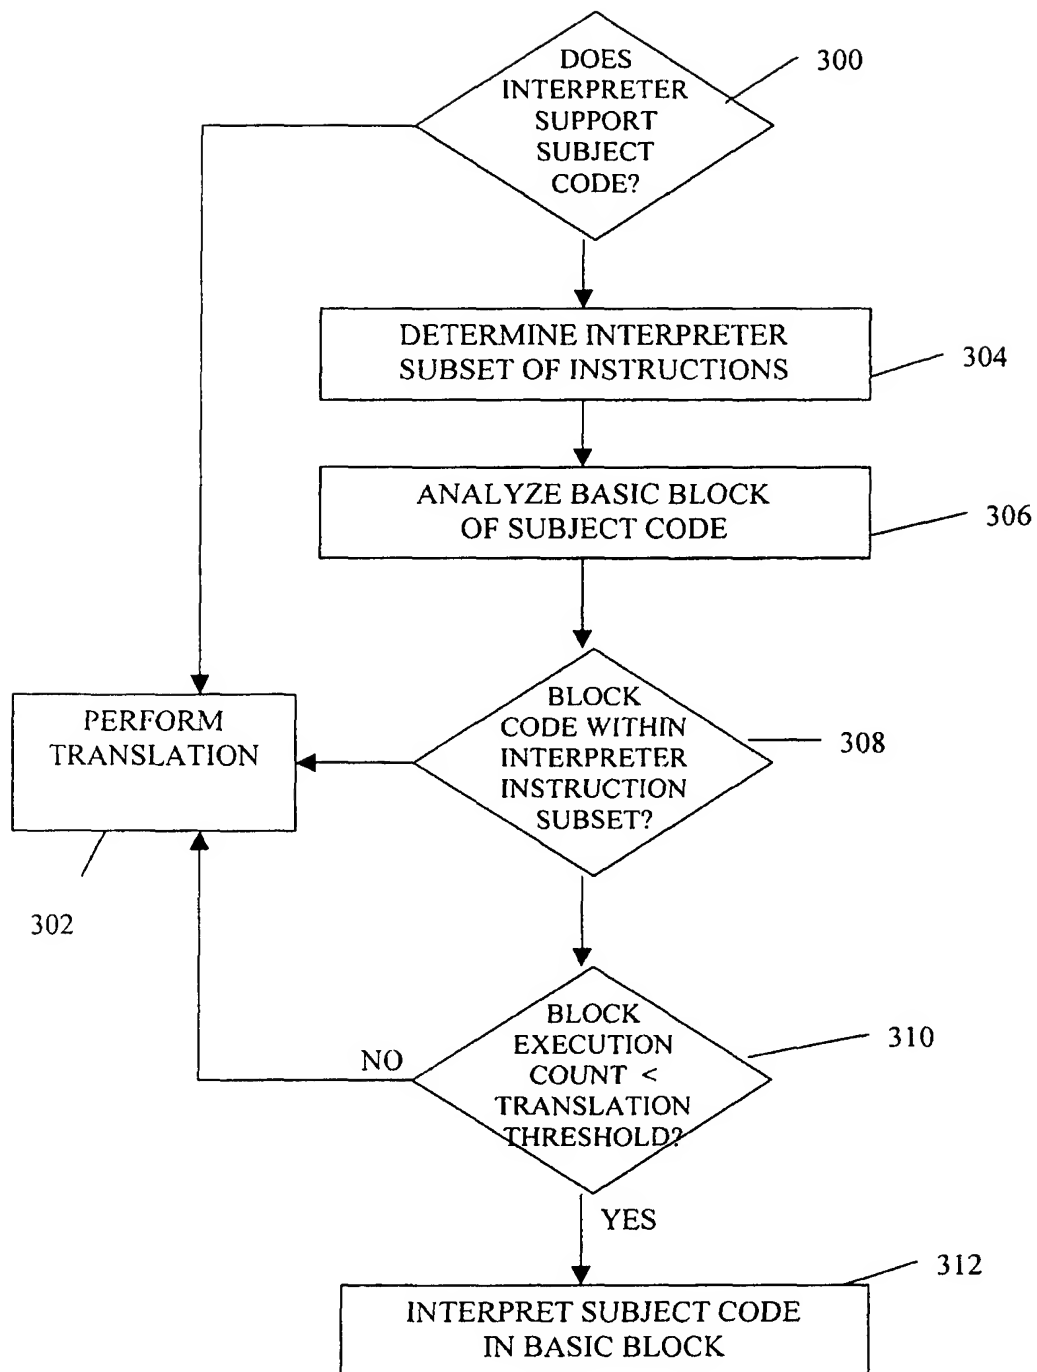 DOES
INTERPRETER
SUPPORT
SUBJECT
CODE?
300
DETERMINE INTERPRETER
SUBSET OF INSTRUCTIONS
304
ANALYZE BASIC BLOCK
OF SUBJECT CODE
306
BLOCK
CODE WITHIN
INTERPRETER
INSTRUCTION
SUBSET?
308
PERFORM
TRANSLATION
302
BLOCK
EXECUTION
COUNT <
TRANSLATION
THRESHOLD?
310
NO
YES
312
INTERPRET SUBJECT CODE
IN BASIC BLOCK